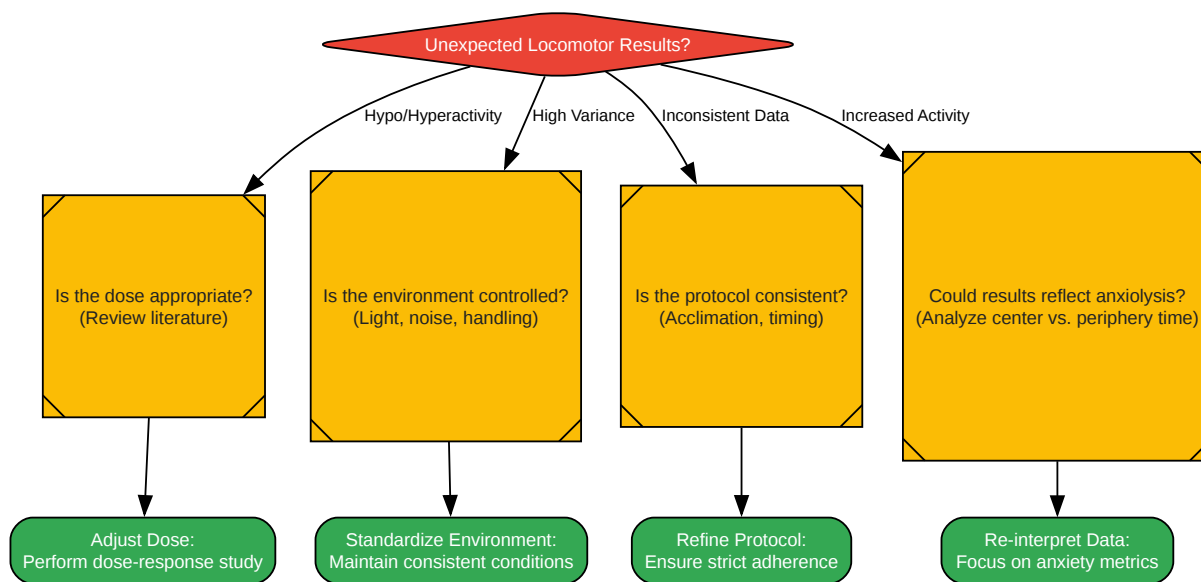 Unexpected Locomotor Results?
Hypo/Hyperactivity
High Variance
Inconsistent Data
Increased Activity
Is the dose appropriate?
(Review literature)
Is the environment controlled?
(Light, noise, handling)
Is the protocol consistent?
(Acclimation, timing)
Could results reflect anxiolysis?
(Analyze center vs. periphery time)
Adjust Dose:
Perform dose-response study
Standardize Environment:
Maintain consistent conditions
Refine Protocol:
Ensure strict adherence
Re-interpret Data:
Focus on anxiety metrics